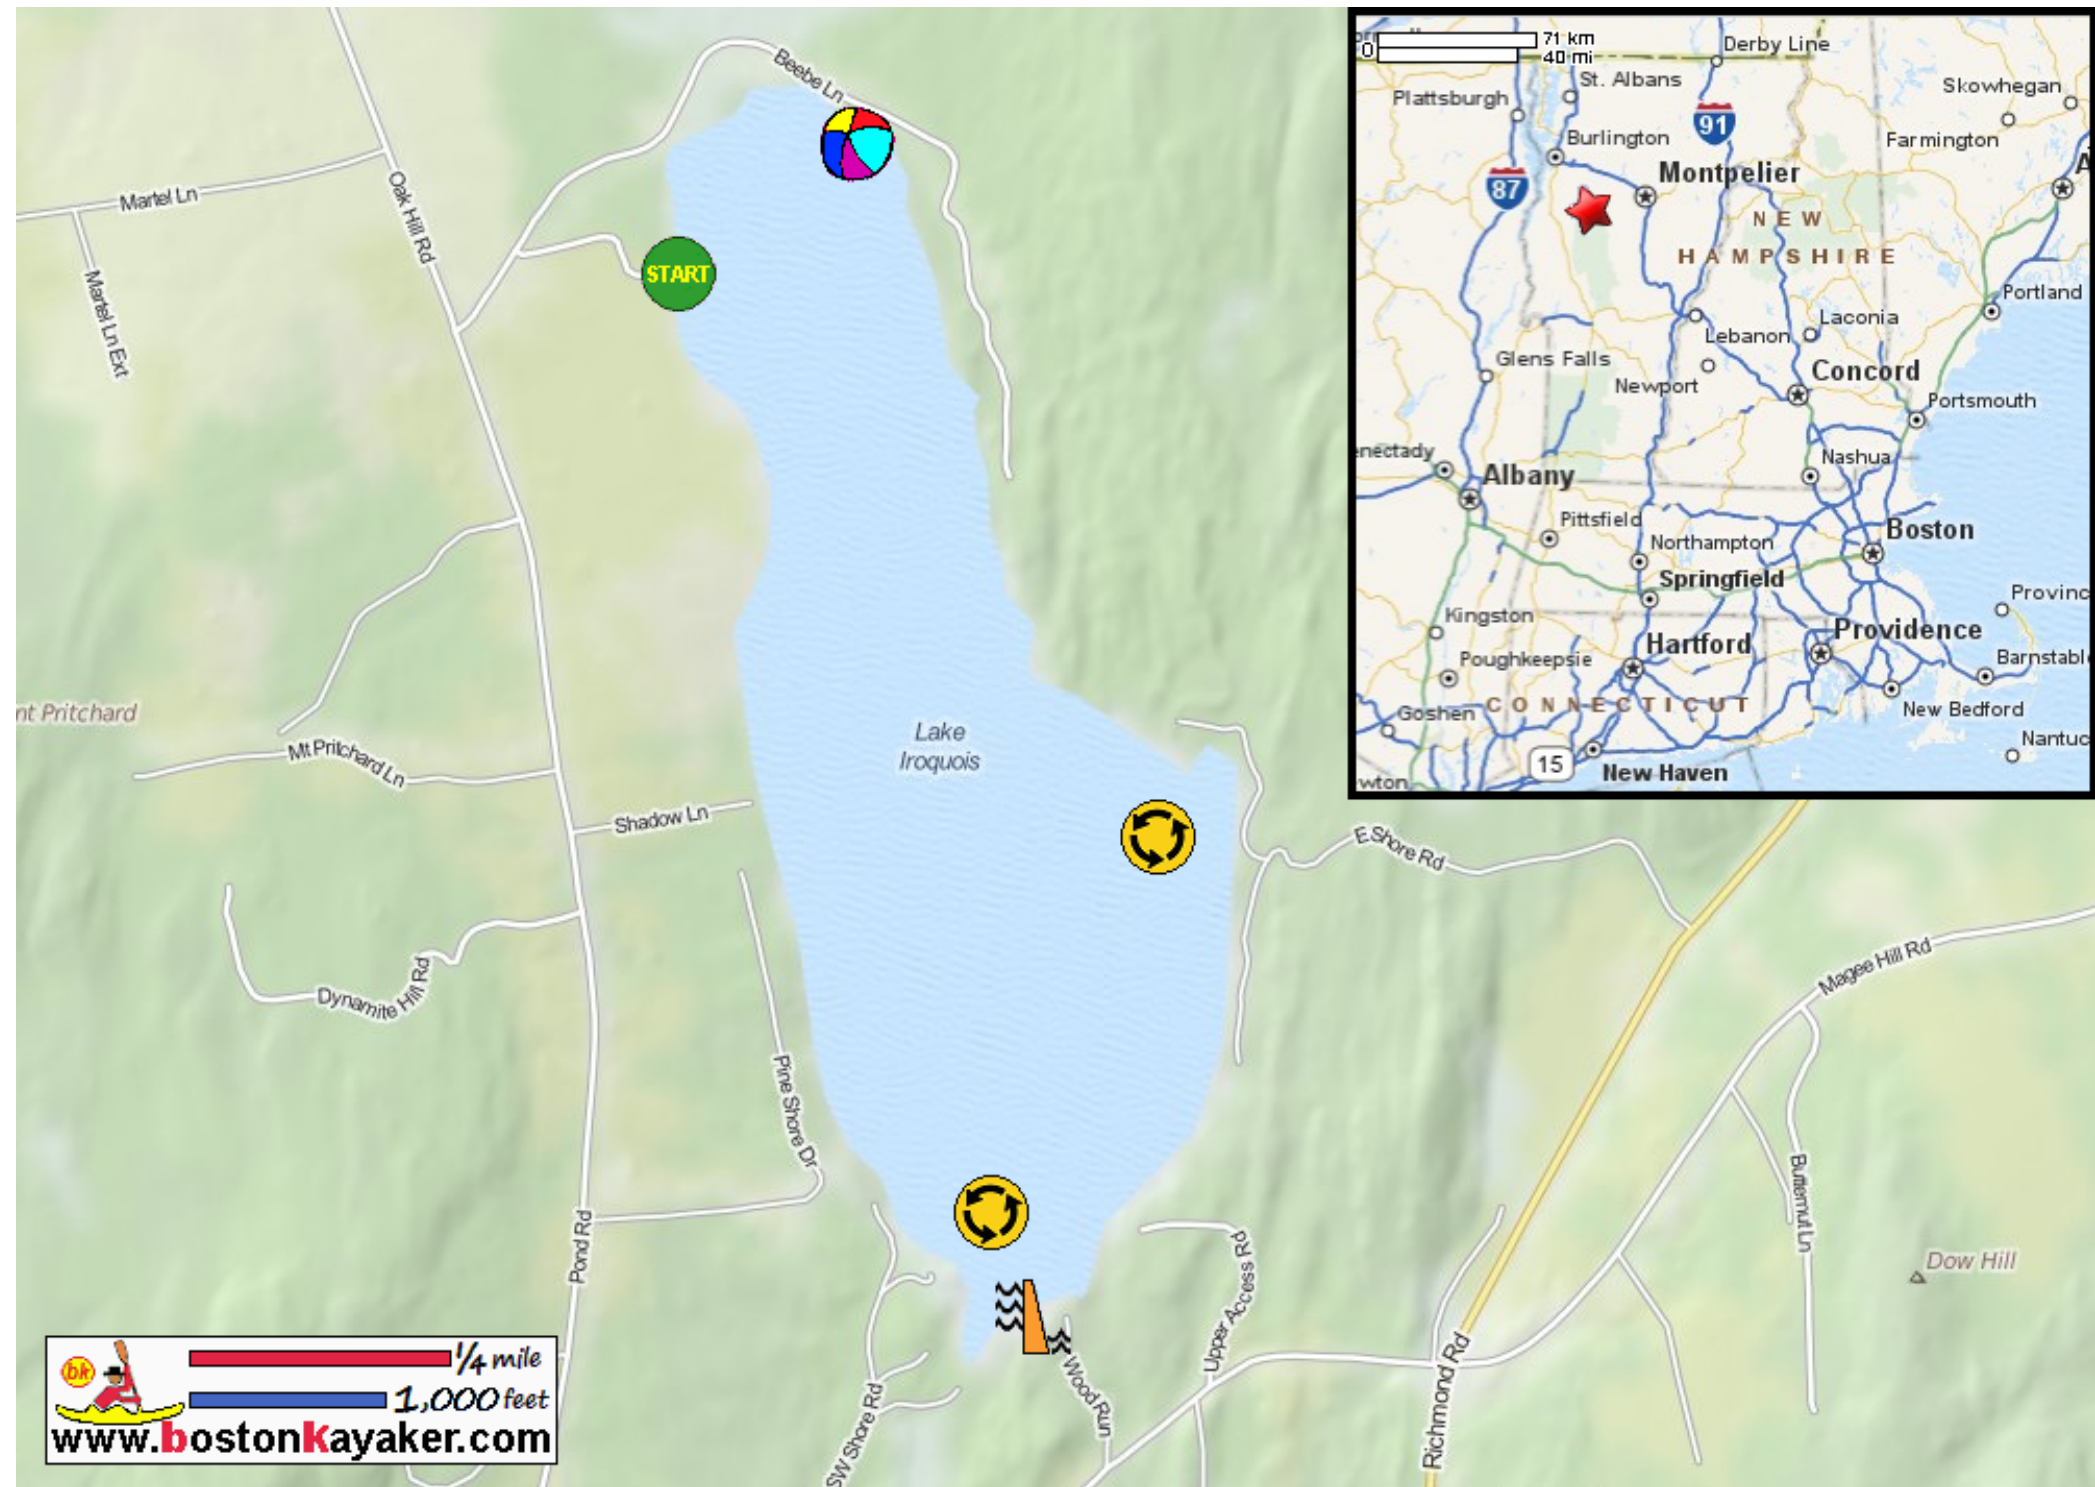 Beebe Ln
Martel Ln
Oak Hill Rd
Martel Ln Ext
START
nt Pritchard
Mt Pritchard Ln
Lake
Iroquois
Shadow Ln
E Shore Rd
Dynamite Hill Rd
Magee Hill Rd
Pine Shore Dr
Butternut Ln
Pond Rd
Upper Access Rd
Dow Hill
Wood Run
Richmond Rd
SW Shore Rd
bk
1/4 mile
1,000 feet
www.bostonkayaker.com
0
71 km
40 mi
Derby Line
St. Albans
Skowhegan
Plattsburgh
91
Burlington
Farmington
Montpelier
A
87
NEW
HAMPSHIRE
Portland
Laconia
Lebanon
Glens Falls
Newport
Concord
Portsmouth
enectady
Nashua
Albany
Pittsfield
Boston
Northampton
Springfield
Provinc
Kingston
Hartford
Providence
Poughkeepsie
Barnstabl
CONNECTICUT
Goshen
New Bedford
Nantuc
15
New Haven
wton